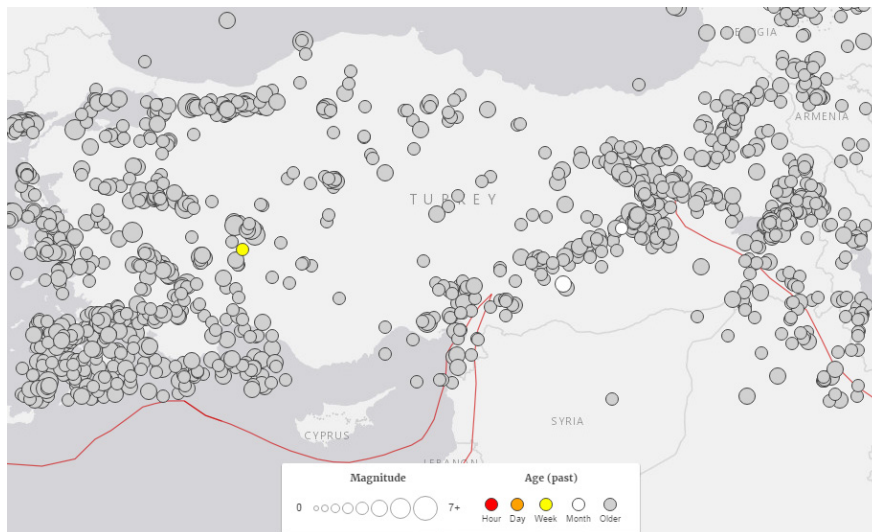 GEORGIA
ARMENIA
TURKEY
SYRIA
CYPRUS
LEBANON
Magnitude
0 7+
Age (past)
Hour Day Week Month Older